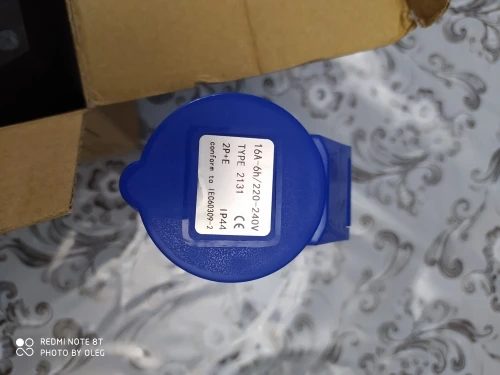 16A-6h/220-240V
TYPE 2131 CE
2P+E IP44
conform to IEC60309-2
REDMI NOTE 8T
PHOTO BY OLEG